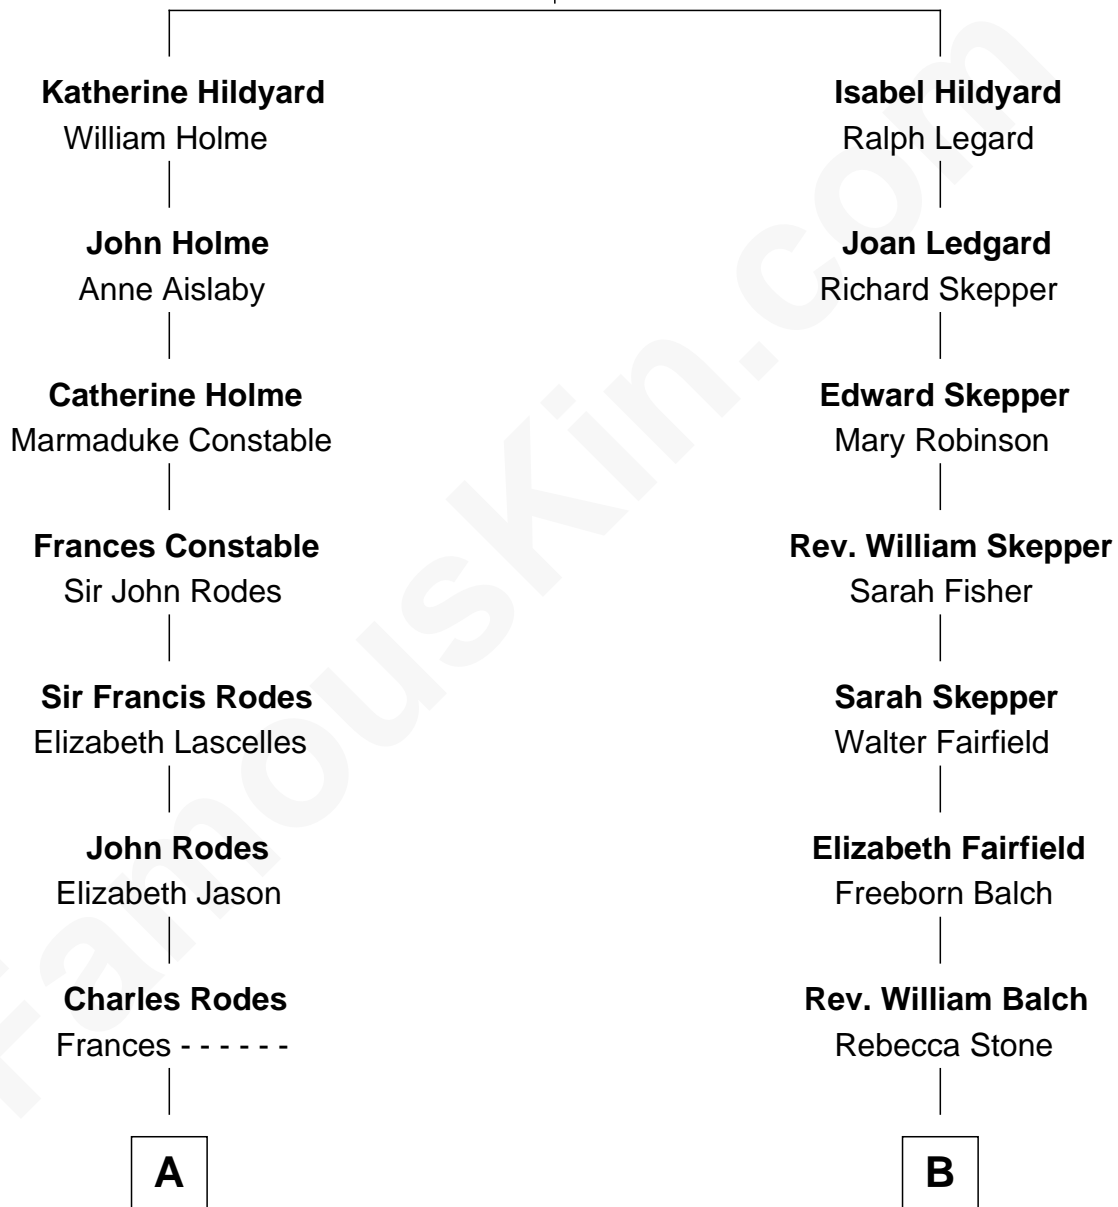 Katherine Hildyard
William Holme
John Holme
Anne Aislaby
Catherine Holme
Marmaduke Constable
Frances Constable
Sir John Rodes
Sir Francis Rodes
Elizabeth Lascelles
John Rodes
Elizabeth Jason
Charles Rodes
Frances - - - - - -
A
Isabel Hildyard
Ralph Legard
Joan Ledgard
Richard Skepper
Edward Skepper
Mary Robinson
Rev. William Skepper
Sarah Fisher
Sarah Skepper
Walter Fairfield
Elizabeth Fairfield
Freeborn Balch
Rev. William Balch
Rebecca Stone
B
FamousKin.com